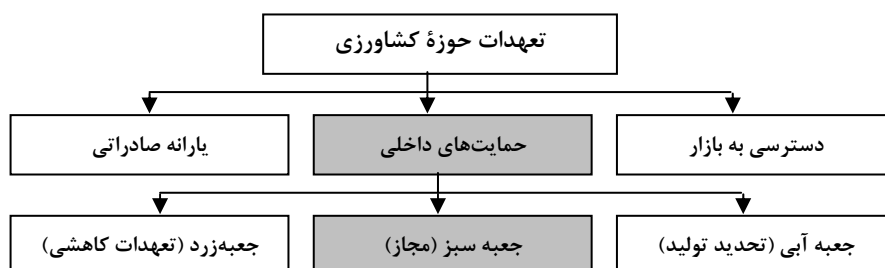 تعهدات حوزۀ کشاورزی
دسترسی به بازار
حمایت‌های داخلی
یارانه صادراتی
جعبه آبی (تحدید تولید)
جعبه سبز (مجاز)
جعبه‌زرد (تعهدات کاهشی)